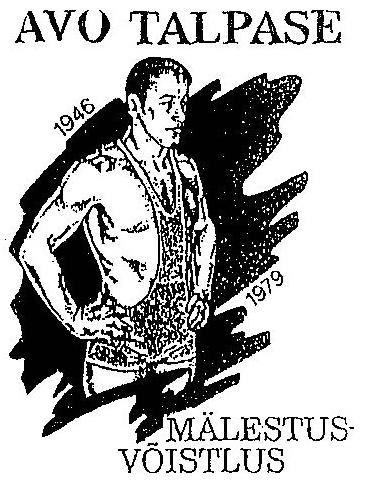 AVO TALPASE
1946
1979
MÄLESTUS-
VÕISTLUS